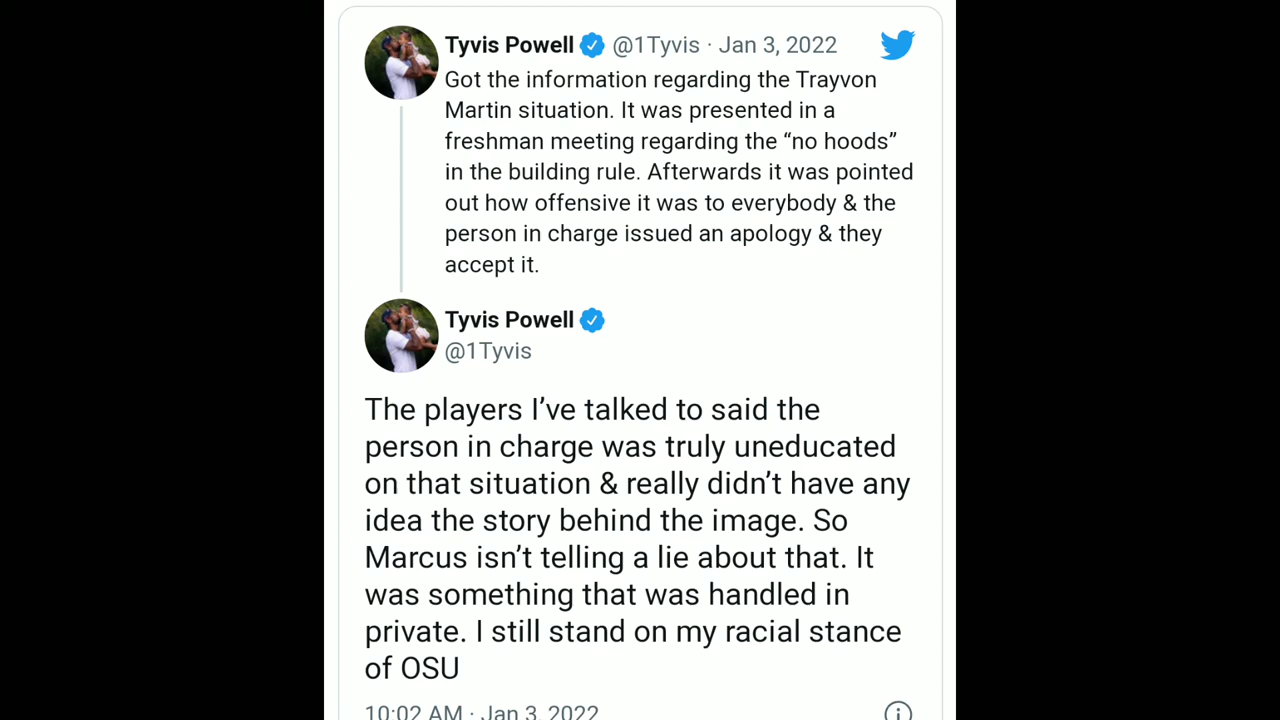 Tyvis Powell @1Tyvis · Jan 3, 2022
Got the information regarding the Trayvon
Martin situation. It was presented in a
freshman meeting regarding the “no hoods”
in the building rule. Afterwards it was pointed
out how offensive it was to everybody & the
person in charge issued an apology & they
accept it.
Tyvis Powell
@1Tyvis
The players I’ve talked to said the
person in charge was truly uneducated
on that situation & really didn’t have any
idea the story behind the image. So
Marcus isn’t telling a lie about that. It
was something that was handled in
private. I still stand on my racial stance
of OSU
10:02 AM · Jan 3, 2022